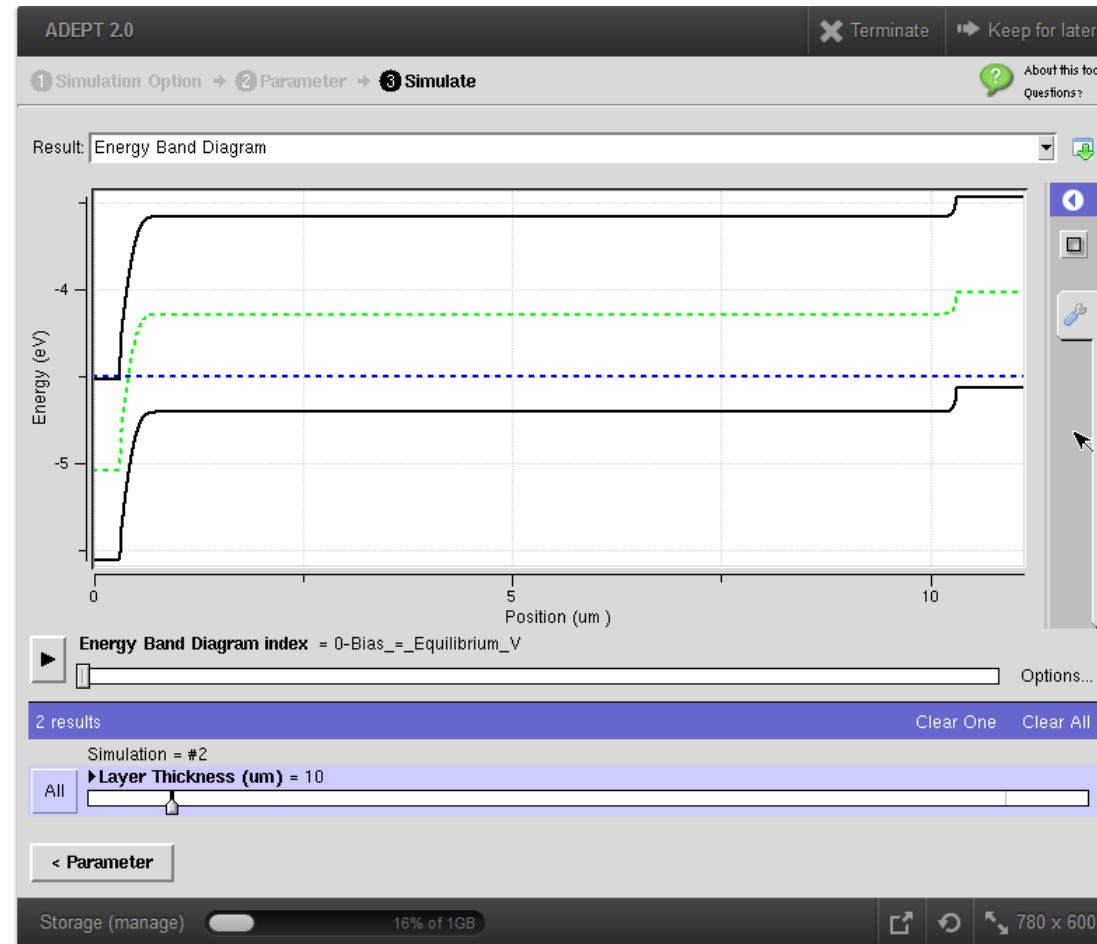 ADEPT 2.0 Terminate Keep for later
1 Simulation Option 2 Parameter 3 Simulate
About this
Questions?
Result: Energy Band Diagram
-4
-5
Energy (eV)
0 5 10
Position (um )
Energy Band Diagram index = 0-Bias_=_Equilibrium_V
Options...
2 results Clear One Clear All
Simulation = #2
All
Layer Thickness (um) = 10
< Parameter
Storage (manage) 16% of 1GB 780 x 600